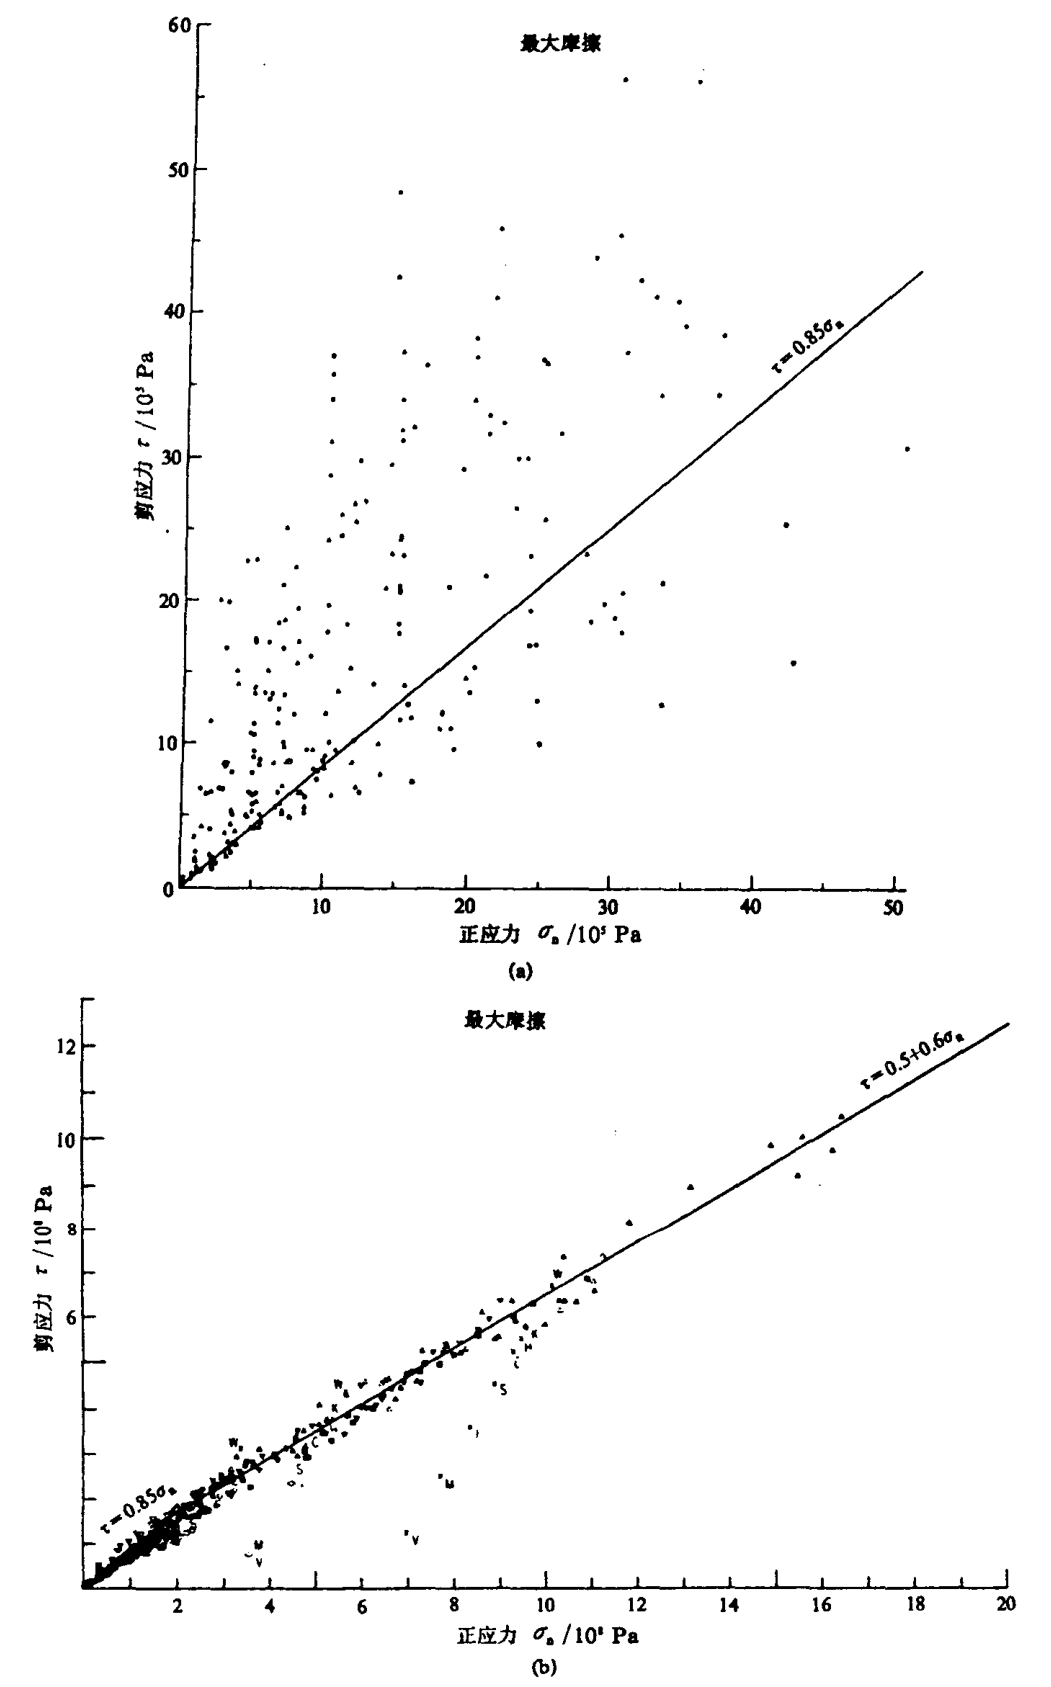 最大摩擦
60
50
40
30
20
10
0
剪应力 τ /10⁵ Pa
τ=0.85σₙ
10 20 30 40 50
正应力 σₙ /10⁵ Pa
(a)
最大摩擦
12
10
8
6
剪应力 τ /10⁸ Pa
τ=0.5+0.6σₙ
τ=0.85σₙ
W
W
K
C
S
M
V
W
K
H
C
S
M
V
2 4 6 8 10 12 14 16 18 20
正应力 σₙ /10⁸ Pa
(b)